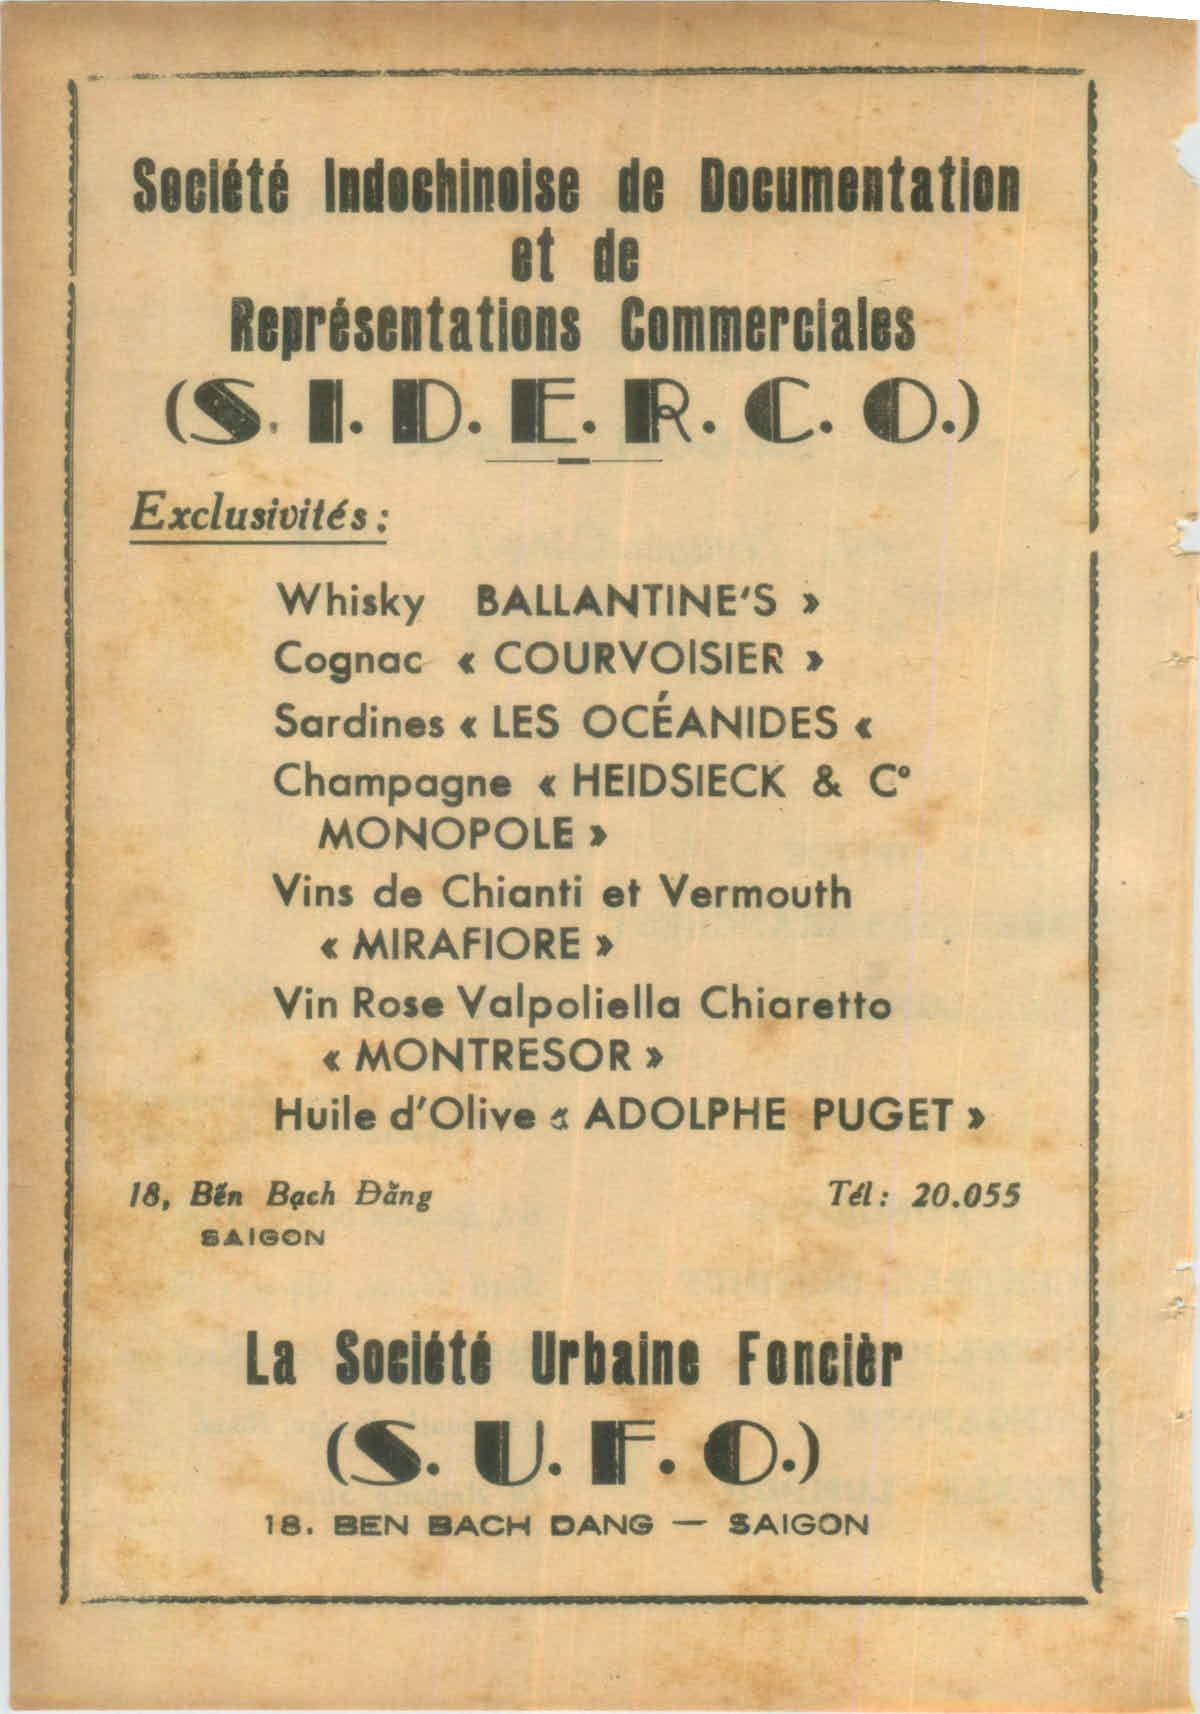 Société Indochinoise de Documentation
et de
Représentations Commerciales
(S. I. D. E. R. C. O.)
Exclusivités :
Whisky BALLANTINE'S »
Cognac « COURVOISIER »
Sardines « LES OCÉANIDES «
Champagne « HEIDSIECK & Cº
MONOPOLE »
Vins de Chianti et Vermouth
« MIRAFIORE »
Vin Rose Valpoliella Chiaretto
« MONTRESOR »
Huile d'Olive « ADOLPHE PUGET »
18, Bến Bạch Đằng
Tél : 20.055
SAIGON
La Société Urbaine Foncièr
(S. U. F. O.)
18. BEN BACH DANG — SAIGON